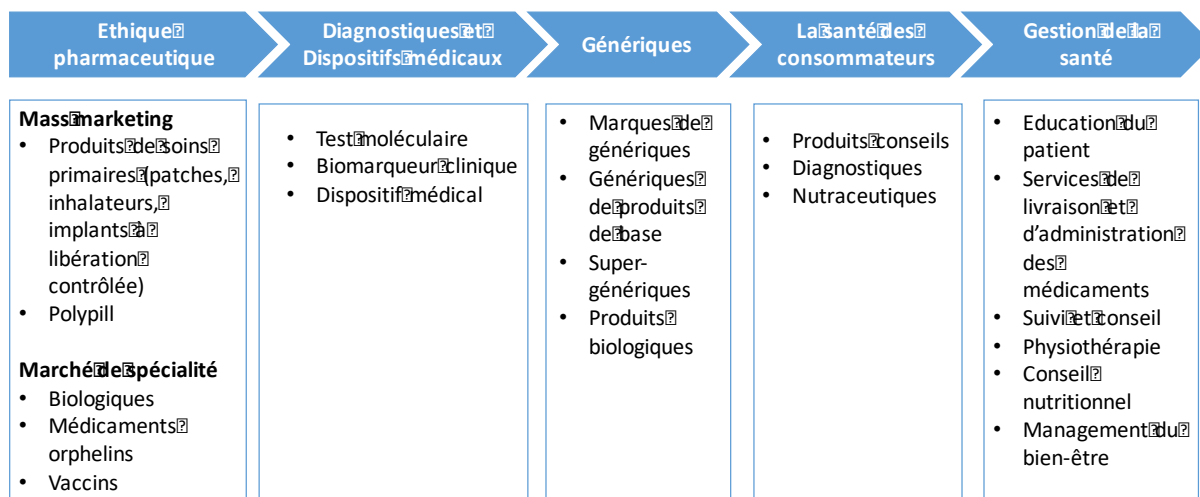 Ethique
pharmaceutique
Diagnostiques et
Dispositifs médicaux
Génériques
La santé des
consommateurs
Gestion de la
santé
Mass marketing
• Produits de soins
primaires (patches,
inhalateurs,
implants à
libération
contrôlée)
• Polypill
Marché de spécialité
• Biologiques
• Médicaments
orphelins
• Vaccins
• Test moléculaire
• Biomarqueur clinique
• Dispositif médical
• Marques de
génériques
• Génériques
de produits
de base
• Super-
génériques
• Produits
biologiques
• Produits conseils
• Diagnostiques
• Nutraceutiques
• Education du
patient
• Services de
livraison et
d’administration
des
médicaments
• Suivi et conseil
• Physiothérapie
• Conseil
nutritionnel
• Management du
bien-être